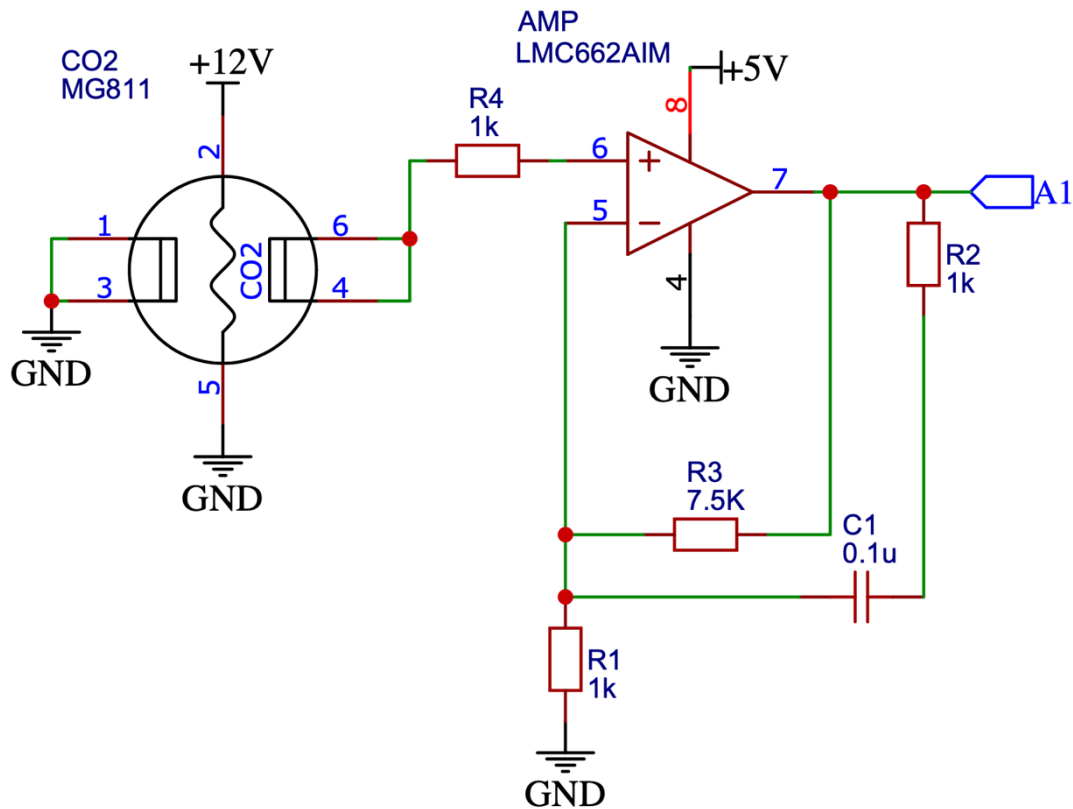 CO2
MG811
+12V
2
1
3
CO2
6
4
5
GND
GND
R4
1k
AMP
LMC662AIM
+5V
8
6
+
5
−
7
4
GND
A1
R2
1k
R3
7.5K
C1
0.1u
R1
1k
GND